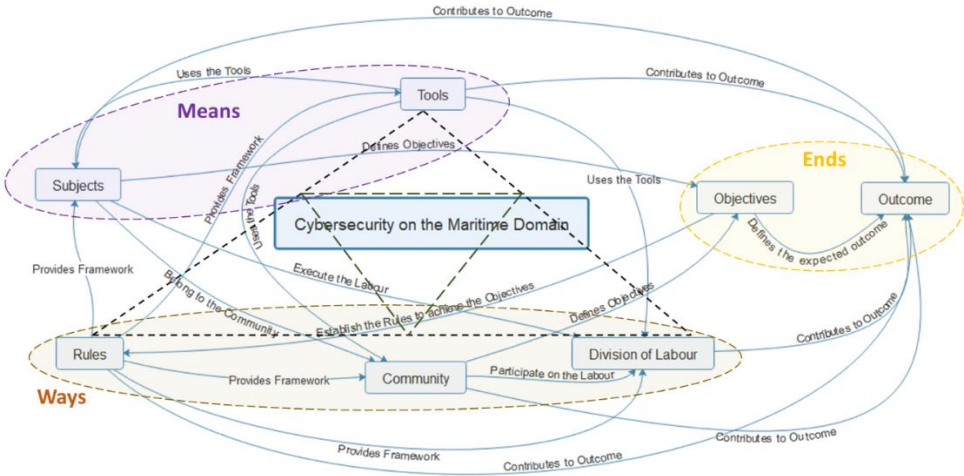 Contributes to Outcome
Uses the Tools
Contributes to Outcome
Tools
Means
Defines Objectives
Ends
Provides Framework
Uses the Tools
Subjects
Objectives
Outcome
Uses the Tools
Cybersecurity on the Maritime Domain
Defines the expected outcome
Provides Framework
Belong to the Community
Execute the Labour
Establish the Rules to achieve the Objectives
Defines Objectives
Contributes to Outcome
Rules
Division of Labour
Provides Framework
Community
Participate on the Labour
Ways
Provides Framework
Contributes to Outcome
Contributes to Outcome